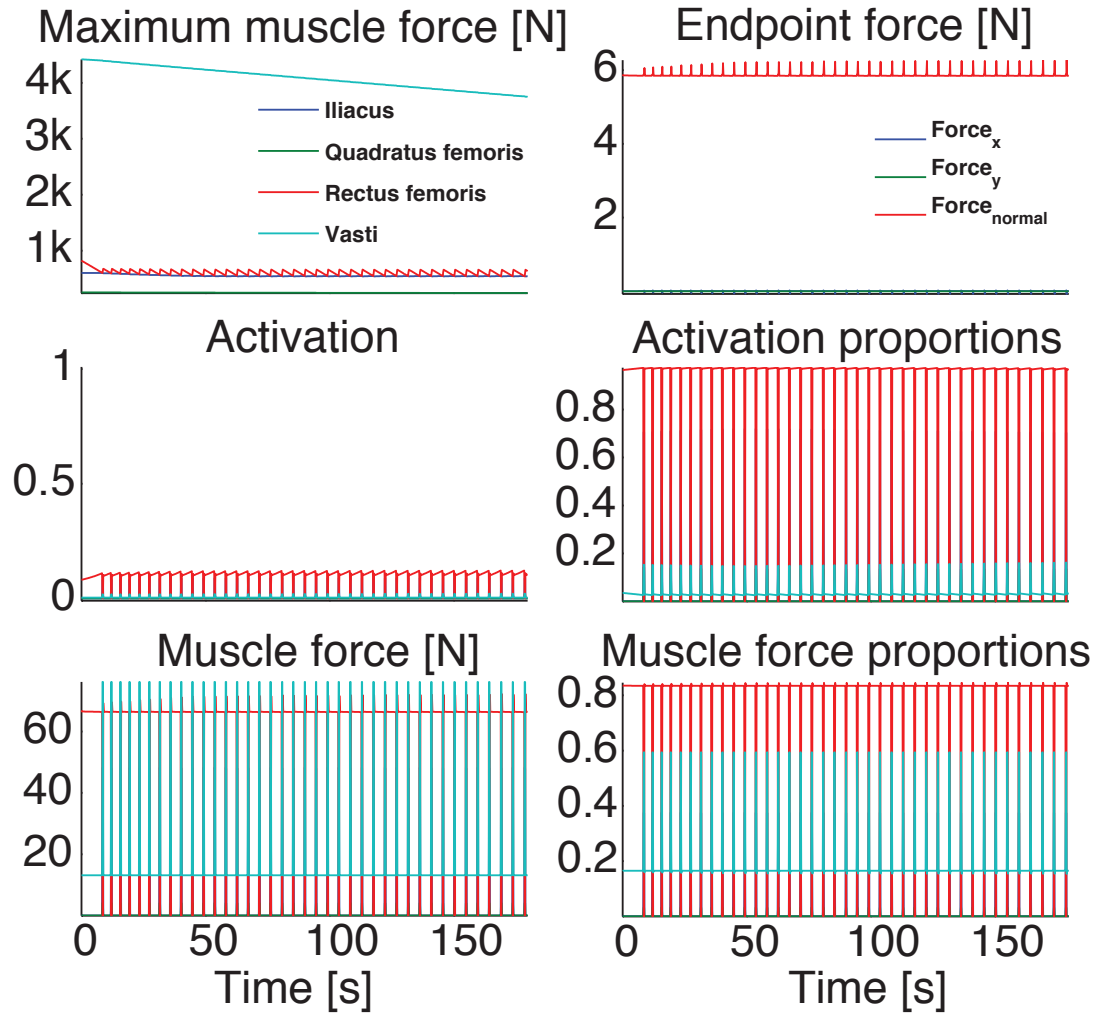 Maximum muscle force [N]
4k
3k
2k
1k
Iliacus
Quadratus femoris
Rectus femoris
Vasti
Endpoint force [N]
6
4
2
Force_x
Force_y
Force_normal
Activation
1
0.5
0
Activation proportions
0.8
0.6
0.4
0.2
Muscle force [N]
60
40
20
0 50 100 150
Time [s]
Muscle force proportions
0.8
0.6
0.4
0.2
0 50 100 150
Time [s]